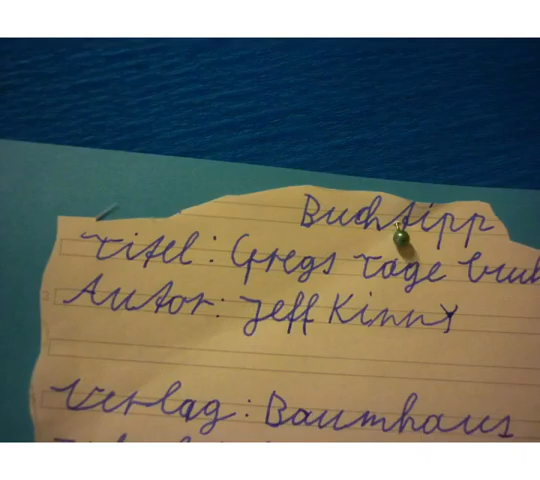 Buchtipp
Titel: Gregs Tage
Autor: Jeff Kinny
Verlag: Baumhaus